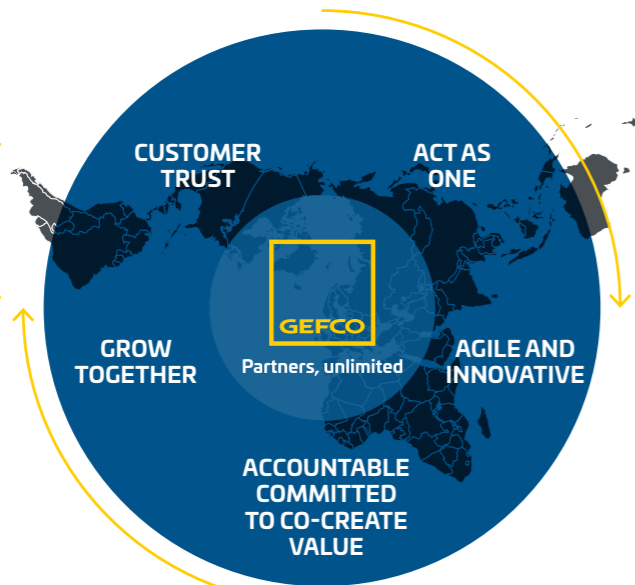 CUSTOMER
TRUST
ACT AS
ONE
GEFCO
Partners, unlimited
GROW
TOGETHER
AGILE AND
INNOVATIVE
ACCOUNTABLE
COMMITTED
TO CO-CREATE
VALUE